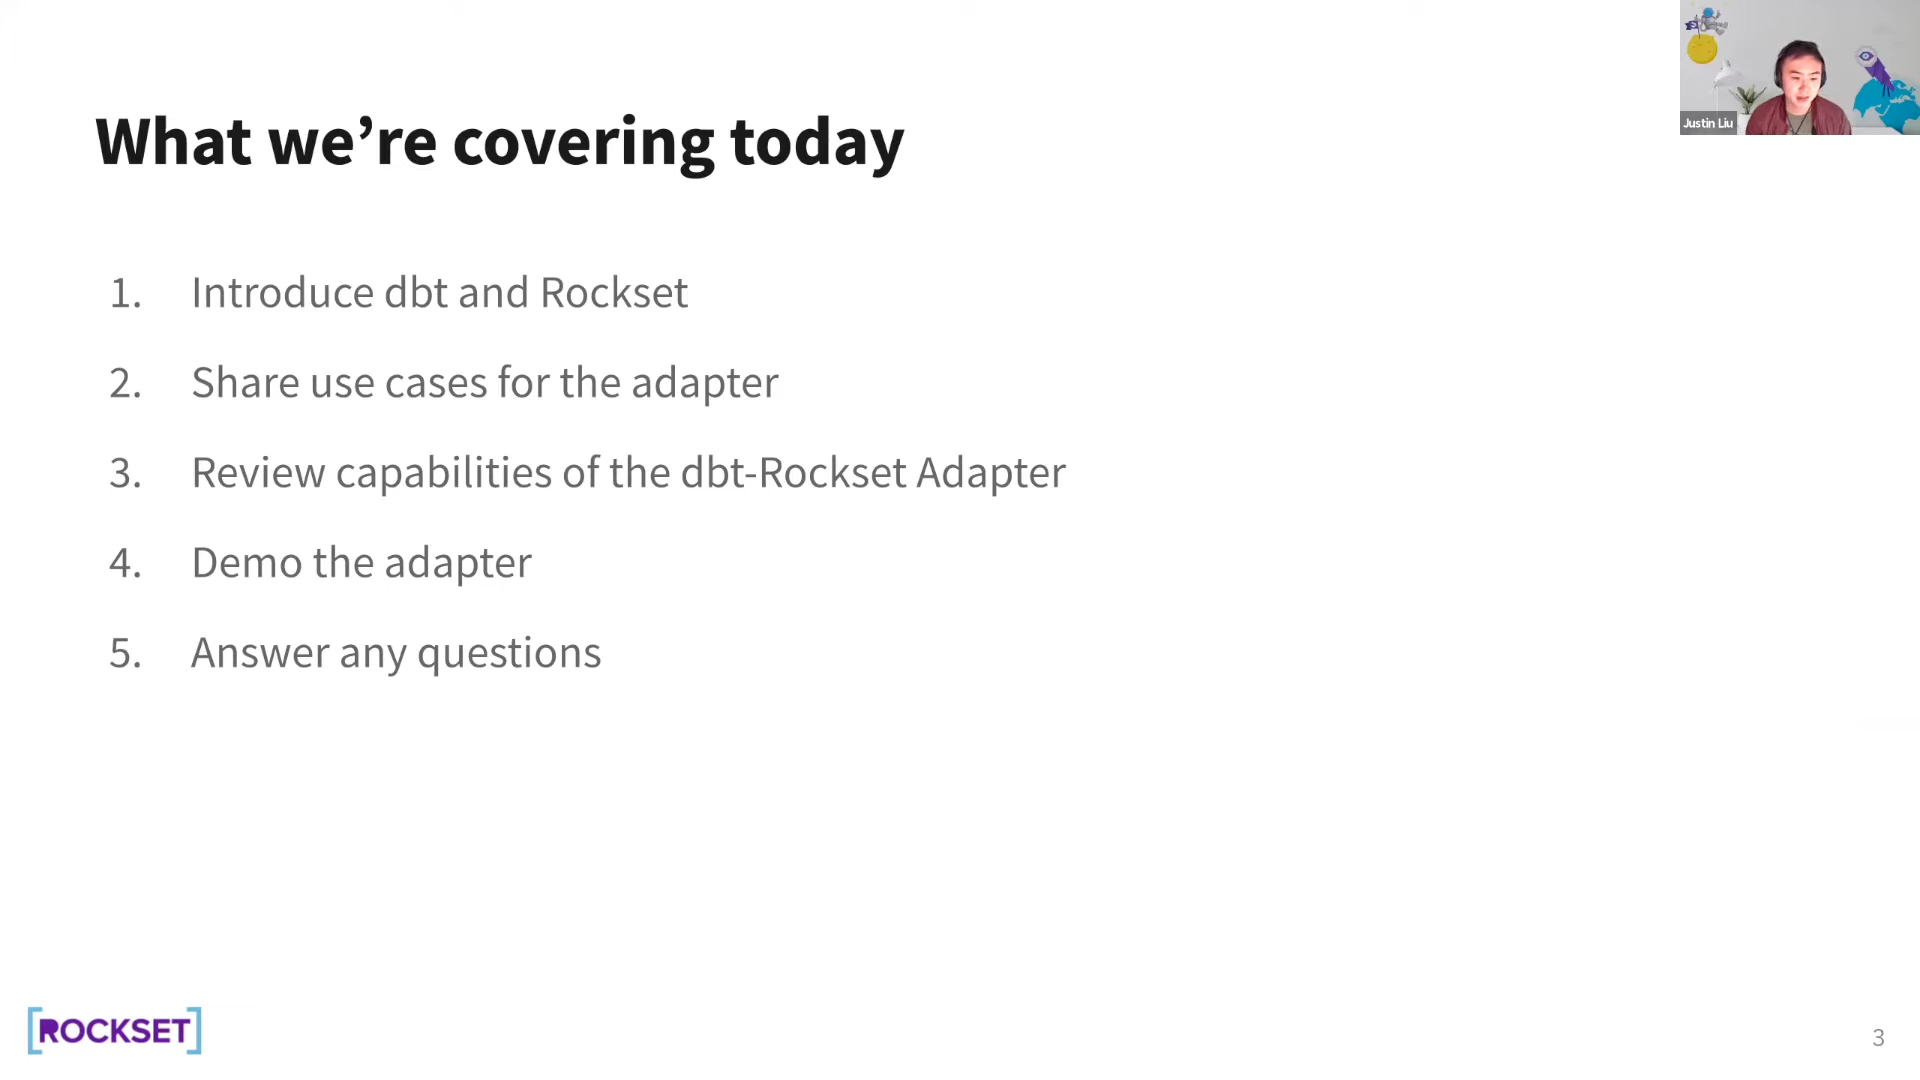 What we’re covering today
1. Introduce dbt and Rockset
2. Share use cases for the adapter
3. Review capabilities of the dbt-Rockset Adapter
4. Demo the adapter
5. Answer any questions
Justin Liu
[ROCKSET]
3